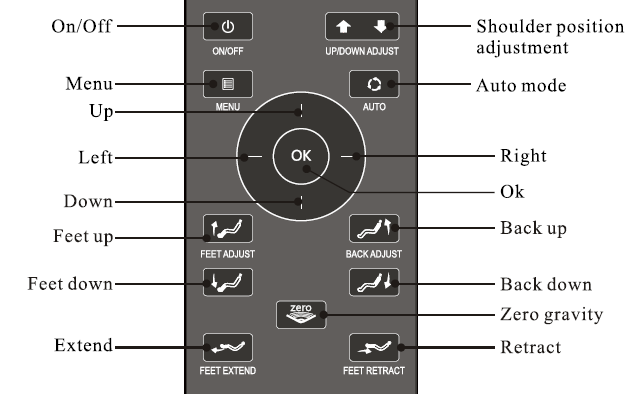 On/Off
ON/OFF
UP/DOWN ADJUST
Shoulder position
adjustment
Menu
MENU
AUTO
Auto mode
Up
Left
OK
Right
Down
Ok
Feet up
FEET ADJUST
BACK ADJUST
Back up
Feet down
Back down
zero
Zero gravity
Extend
FEET EXTEND
FEET RETRACT
Retract